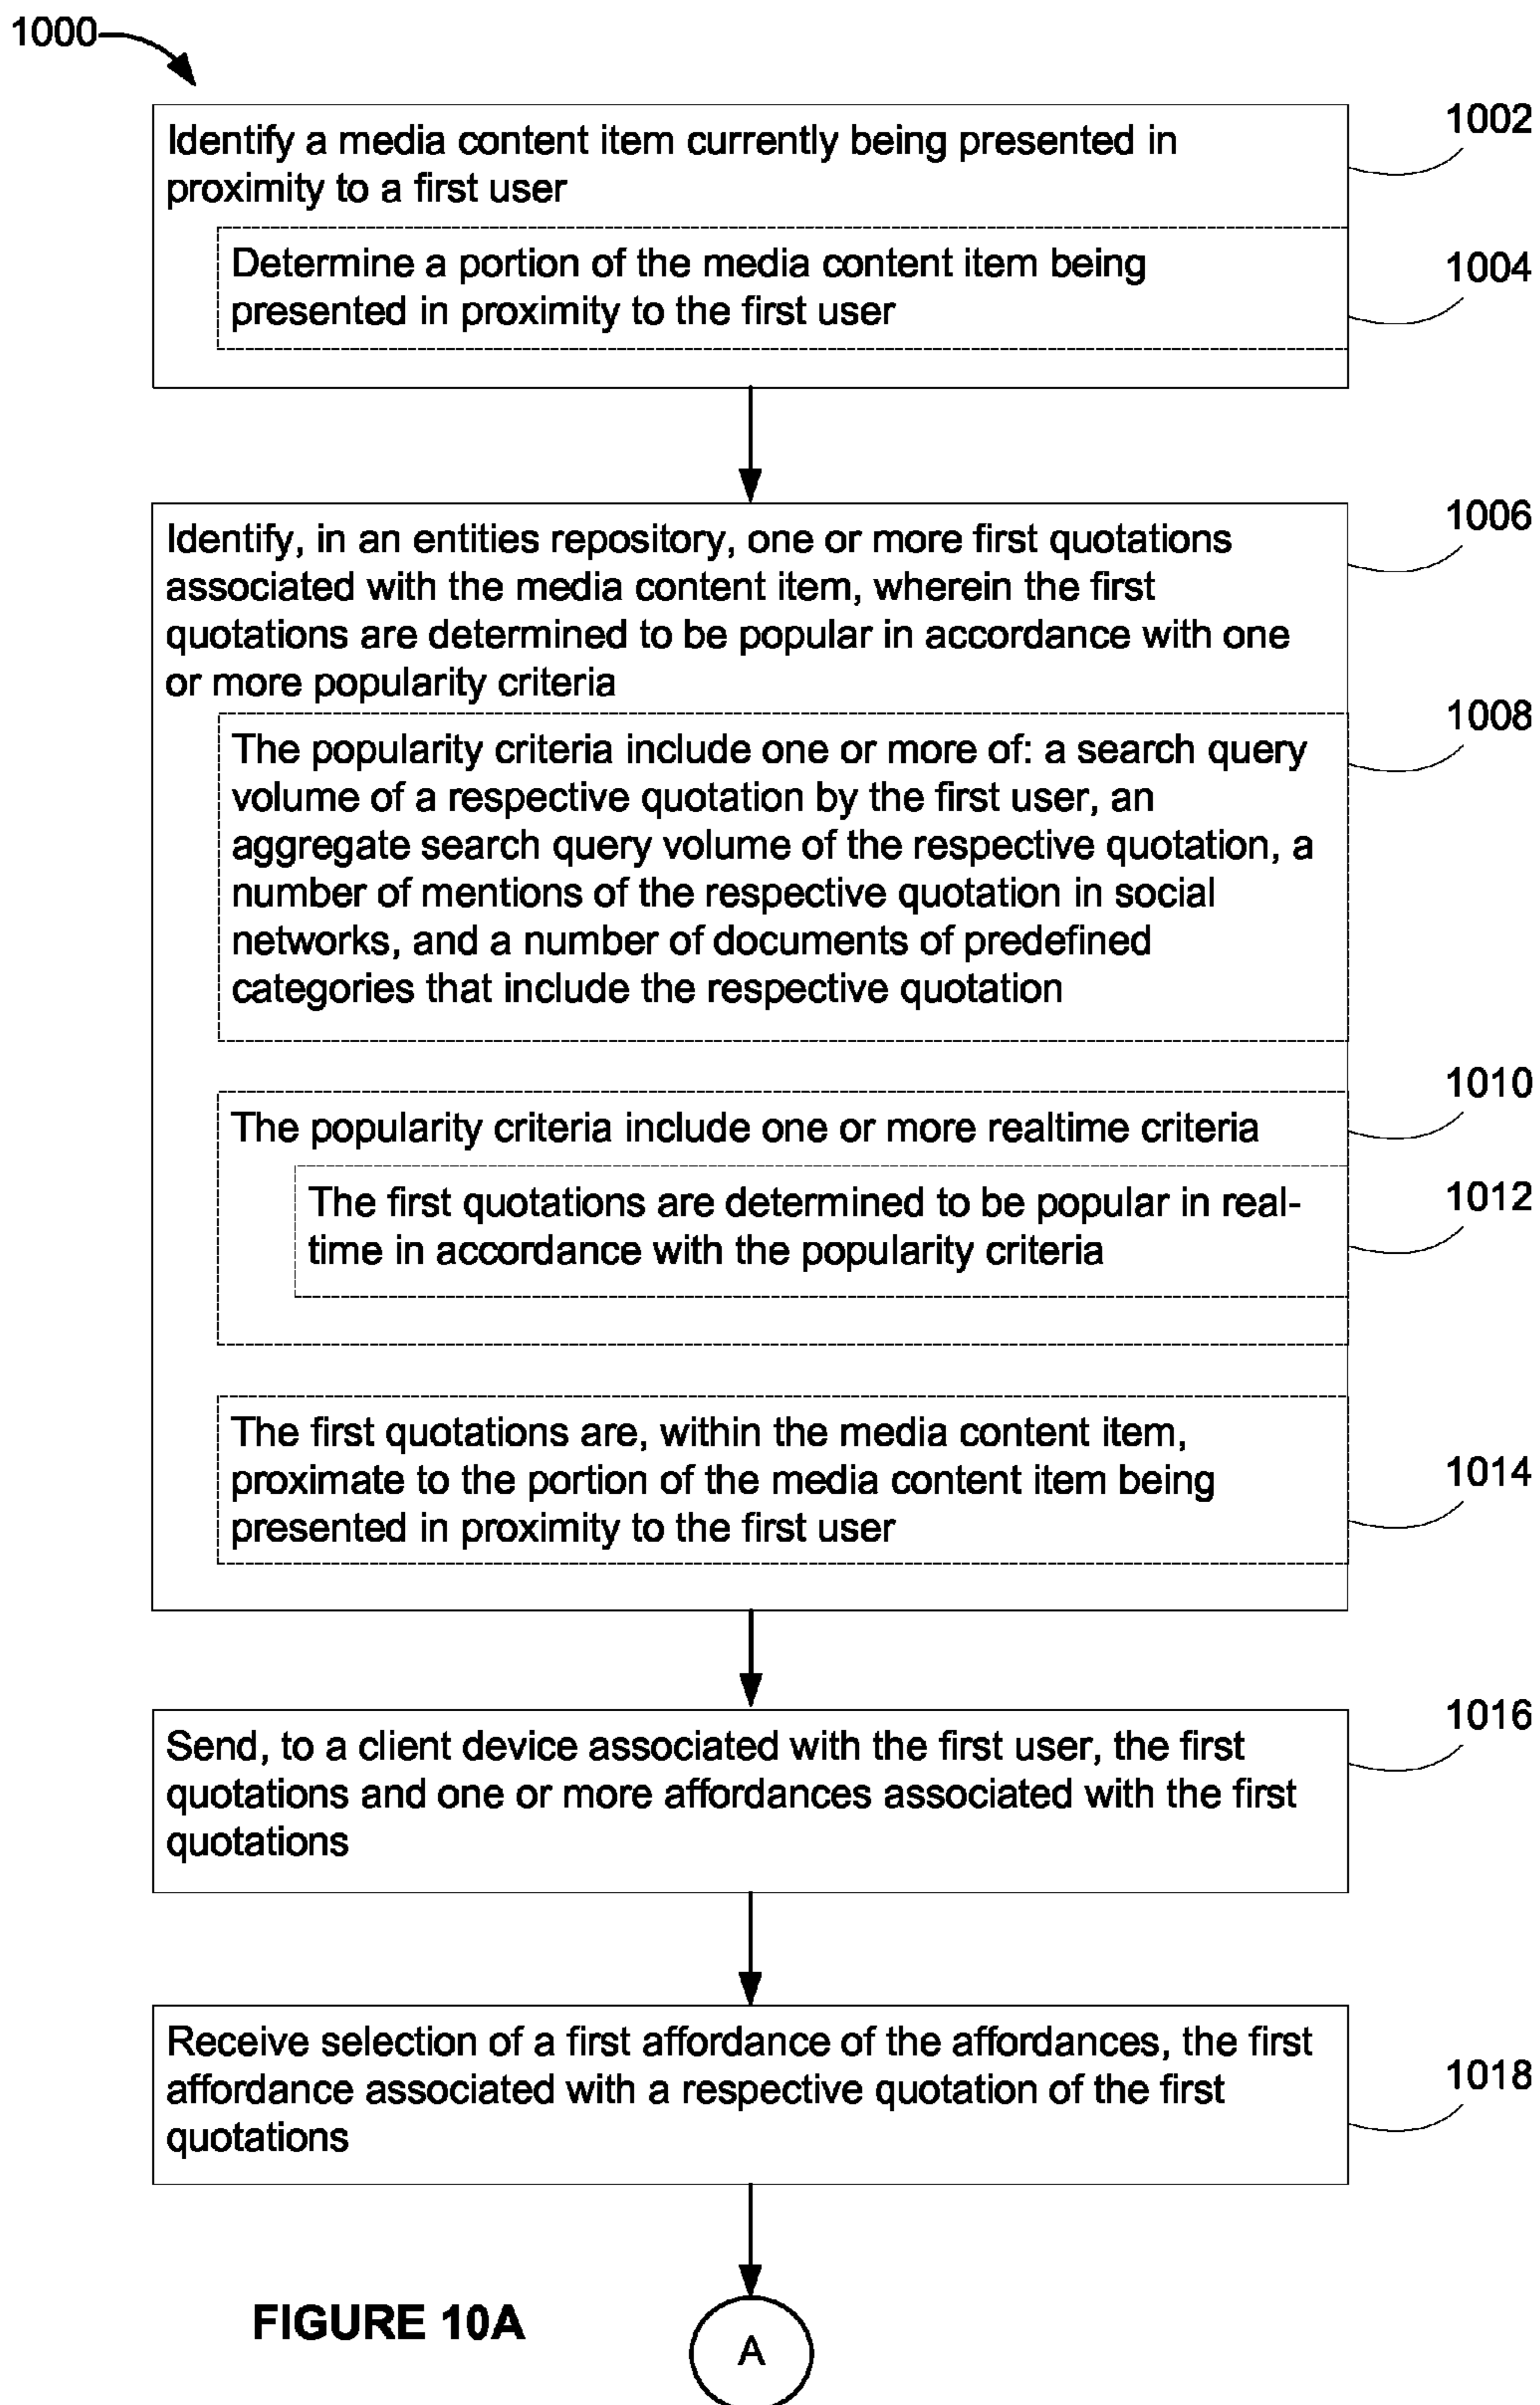 1000
1002
Identify a media content item currently being presented in
proximity to a first user
1004
Determine a portion of the media content item being
presented in proximity to the first user
1006
Identify, in an entities repository, one or more first quotations
associated with the media content item, wherein the first
quotations are determined to be popular in accordance with one
or more popularity criteria
1008
The popularity criteria include one or more of: a search query
volume of a respective quotation by the first user, an
aggregate search query volume of the respective quotation, a
number of mentions of the respective quotation in social
networks, and a number of documents of predefined
categories that include the respective quotation
1010
The popularity criteria include one or more realtime criteria
1012
The first quotations are determined to be popular in real-
time in accordance with the popularity criteria
The first quotations are, within the media content item,
proximate to the portion of the media content item being
1014
presented in proximity to the first user
1016
Send, to a client device associated with the first user, the first
quotations and one or more affordances associated with the first
quotations
Receive selection of a first affordance of the affordances, the first
1018
affordance associated with a respective quotation of the first
quotations
FIGURE 10A
A